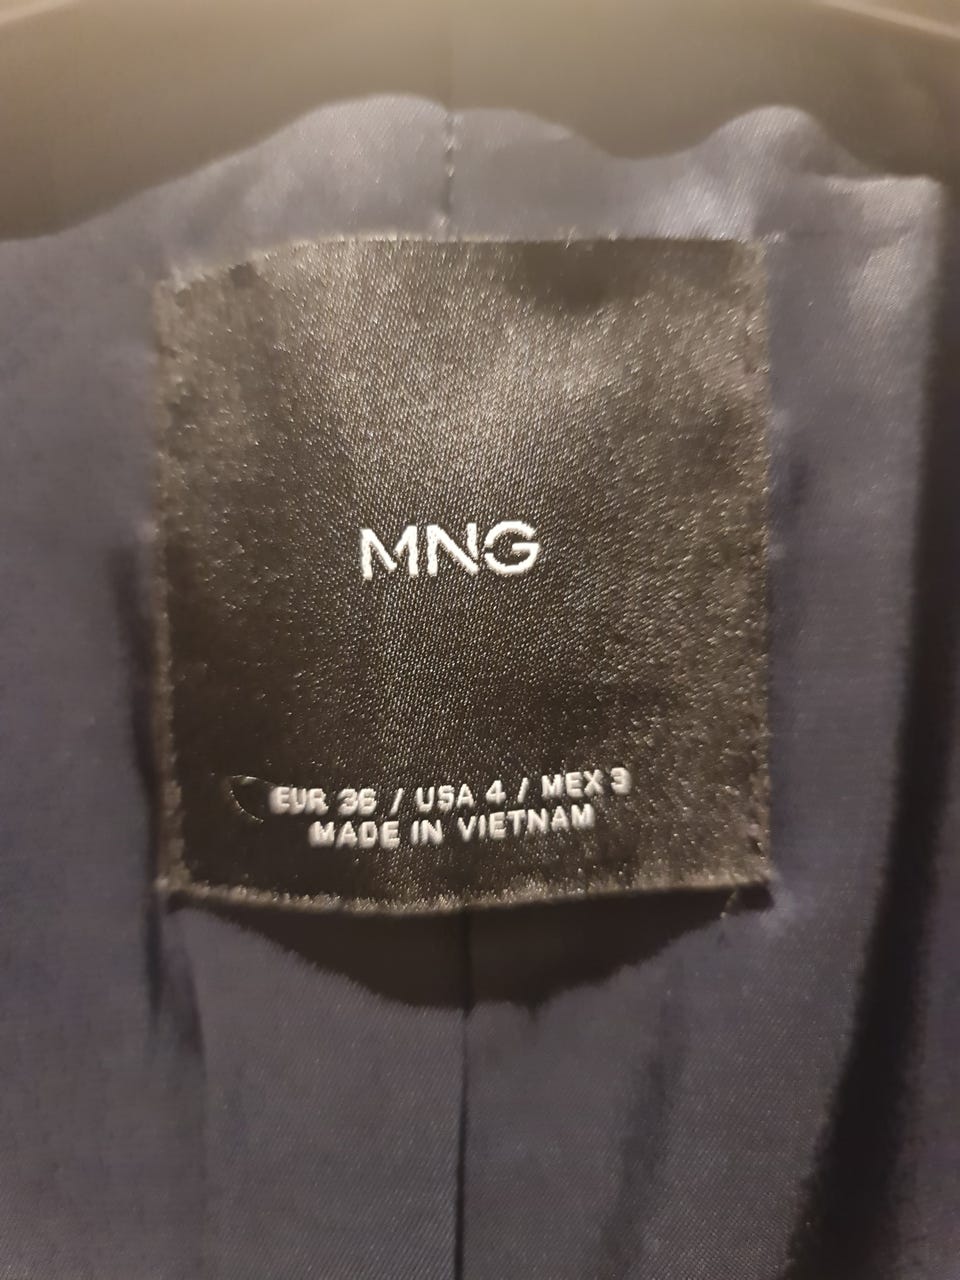 MNG
EUR 36 / USA 4 / MEX 3
MADE IN VIETNAM